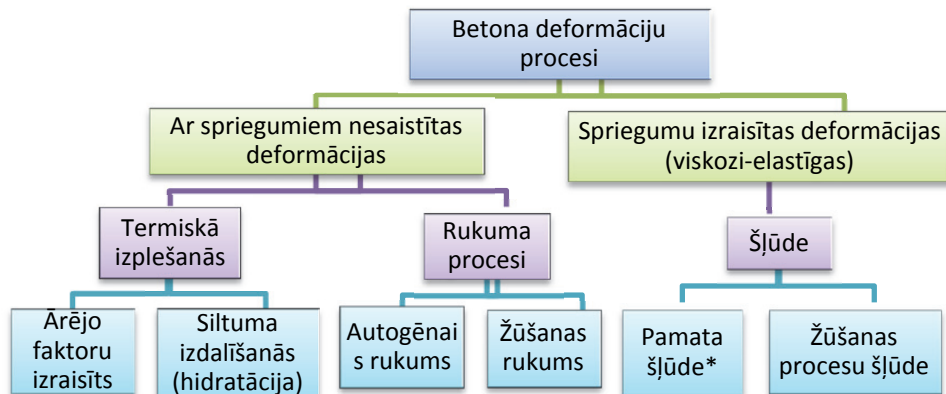 Betona deformāciju
procesi
Ar spriegumiem nesaistītas
deformācijas
Spriegumu izraisītas deformācijas
(viskozi-elastīgas)
Termiskā
izplešanās
Rukuma
procesi
Šļūde
Ārējo
faktoru
izraisīts
Siltuma
izdalīšanās
(hidratācija)
Autogēnai
s rukums
Žūšanas
rukums
Pamata
šļūde*
Žūšanas
procesu šļūde